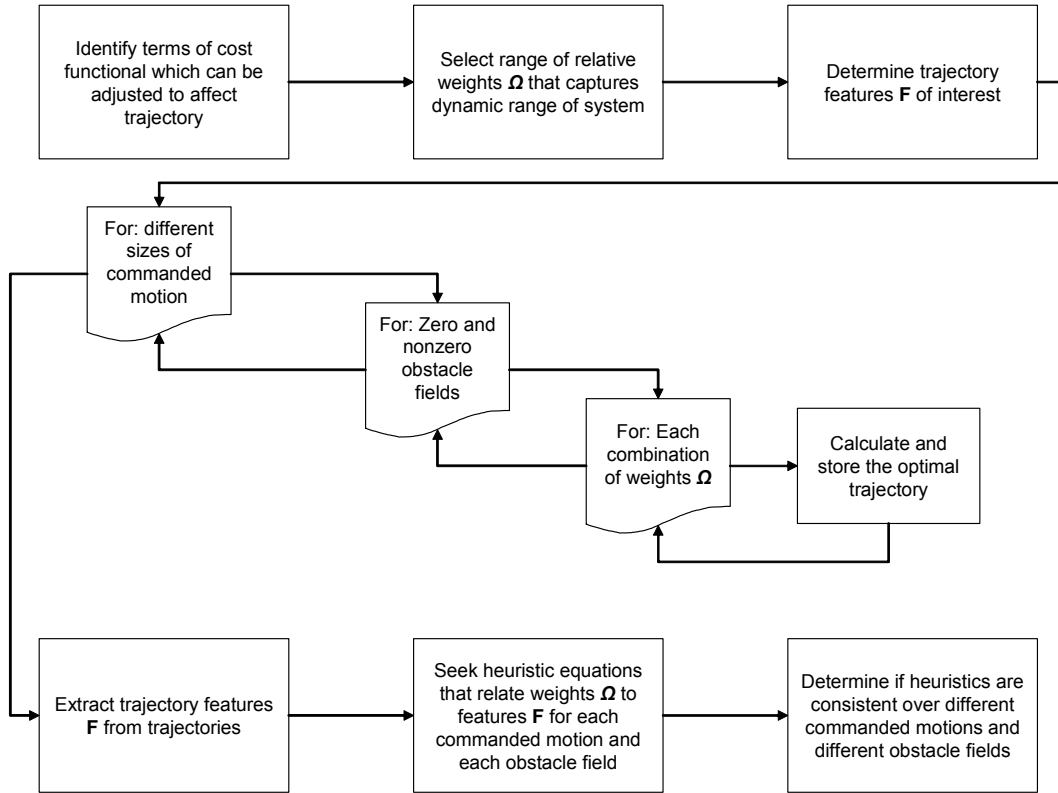 Identify terms of cost
functional which can be
adjusted to affect
trajectory
Select range of relative
weights Ω that captures
dynamic range of system
Determine trajectory
features F of interest
For: different
sizes of
commanded
motion
For: Zero and
nonzero
obstacle
fields
For: Each
combination
of weights Ω
Calculate and
store the optimal
trajectory
Extract trajectory features
F from trajectories
Seek heuristic equations
that relate weights Ω to
features F for each
commanded motion and
each obstacle field
Determine if heuristics are
consistent over different
commanded motions and
different obstacle fields